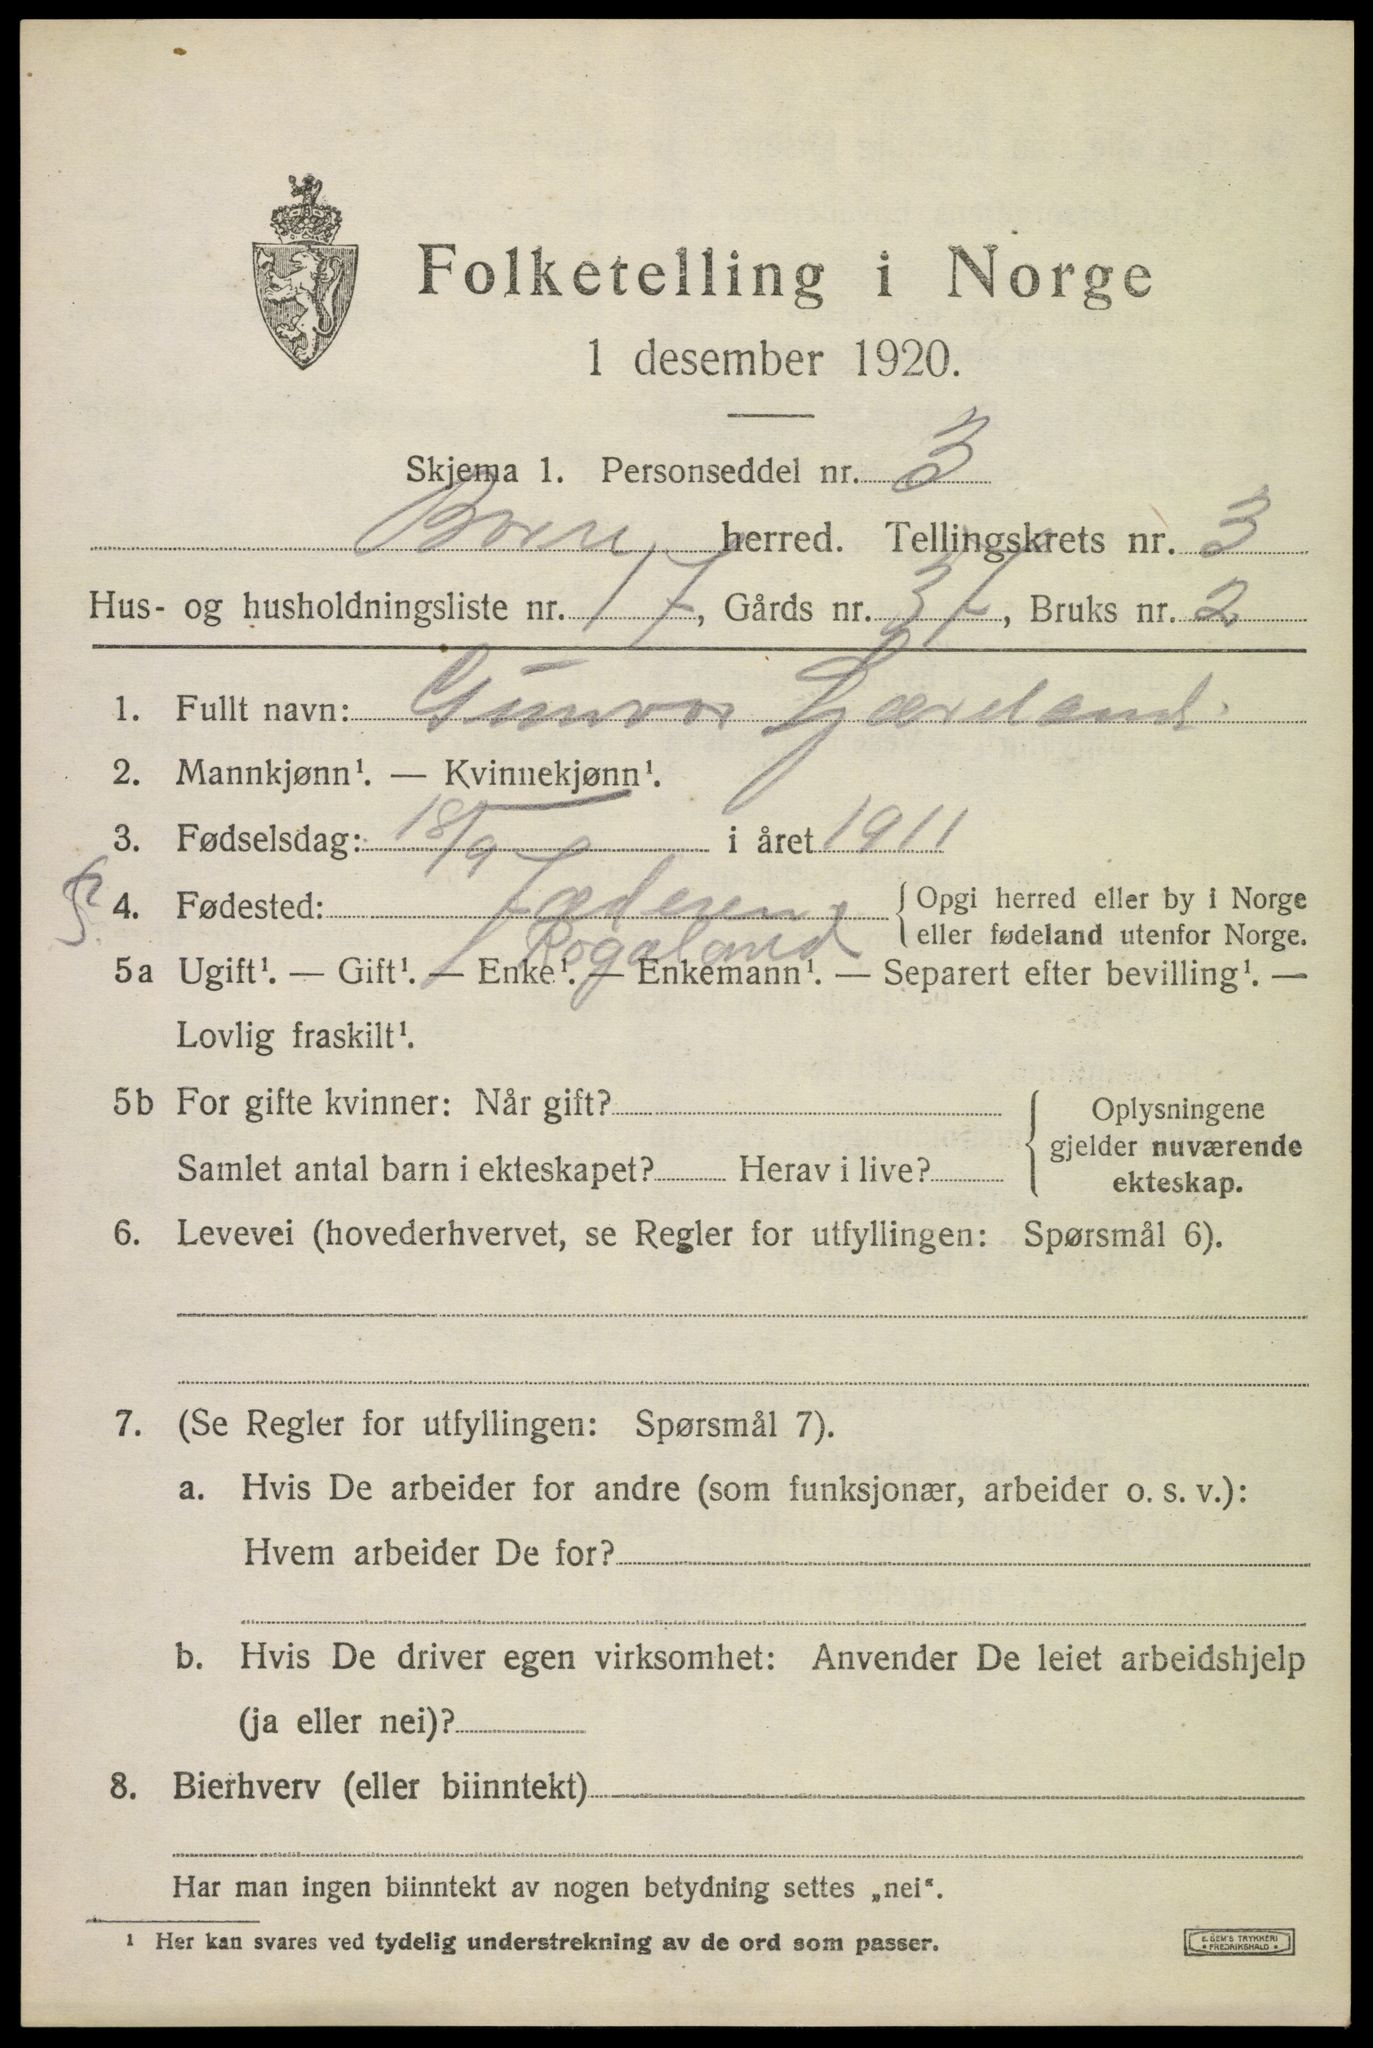 Folketelling i Norge
1 desember 1920.
Skjema 1. Personseddel nr. 3
Borre herred. Tellingskrets nr. 3
Hus- og husholdningsliste nr. 17, Gårds nr. 37, Bruks nr. 2
1. Fullt navn: Gunvor
2. Mannkjønn¹. — Kvinnekjønn¹.
3. Fødselsdag: 18/9 i året 1911
4. Fødested: Jæderen { Opgi herred eller by i Norge
Rogaland eller fødeland utenfor Norge.
5a Ugift¹. — Gift¹. — Enke¹. — Enkemann¹. — Separert efter bevilling¹. —
Lovlig fraskilt¹.
5b For gifte kvinner: Når gift? { Oplysningene
gjelder nuværende
Samlet antal barn i ekteskapet? Herav i live? ekteskap.
6. Levevei (hovederhvervet, se Regler for utfyllingen: Spørsmål 6).
7. (Se Regler for utfyllingen: Spørsmål 7).
a. Hvis De arbeider for andre (som funksjonær, arbeider o. s. v.):
Hvem arbeider De for?
b. Hvis De driver egen virksomhet: Anvender De leiet arbeidshjelp
(ja eller nei)?
8. Bierhverv (eller biinntekt)
Har man ingen biinntekt av nogen betydning settes „nei“.
¹ Her kan svares ved tydelig understrekning av de ord som passer.
E. SEM'S TRYKKERI
FREDRIKSHALD